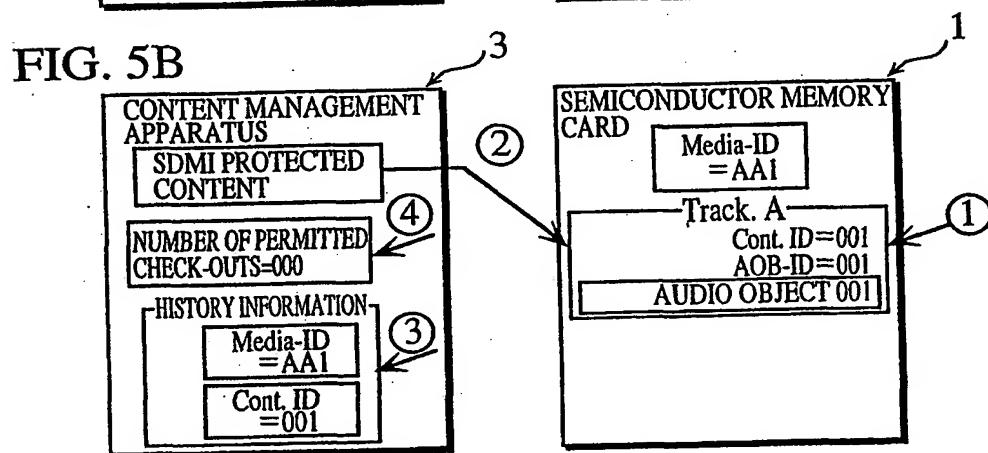 FIG. 5B
3
CONTENT MANAGEMENT
APPARATUS
SDMI PROTECTED
CONTENT
②
④
NUMBER OF PERMITTED
CHECK-OUTS=000
HISTORY INFORMATION
③
Media-ID
=AA1
Cont. ID
=001
1
SEMICONDUCTOR MEMORY
CARD
Media-ID
=AA1
Track. A
①
Cont. ID=001
AOB-ID=001
AUDIO OBJECT 001